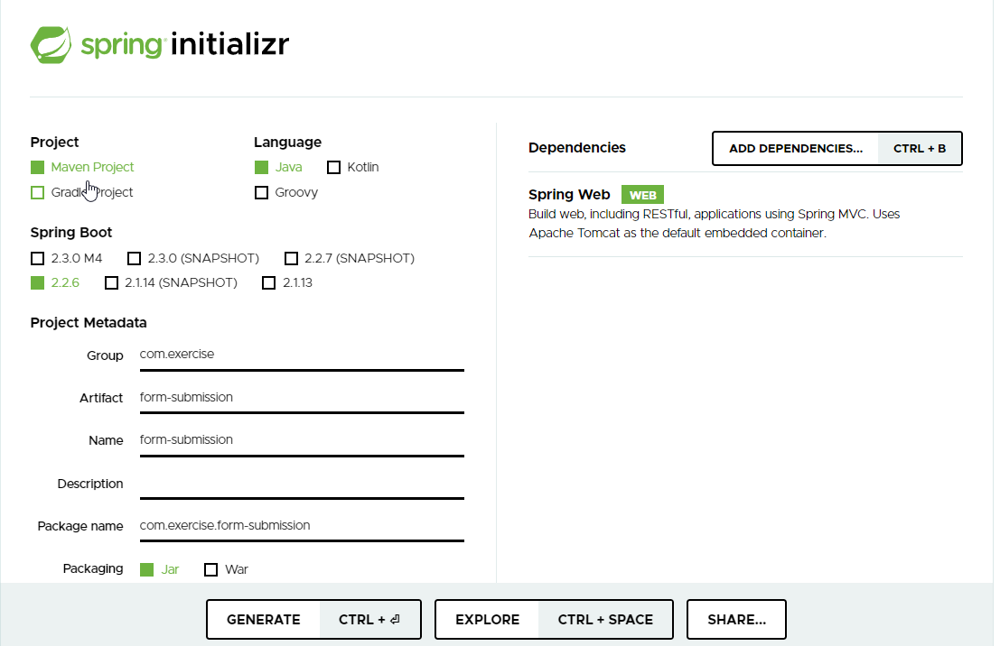 spring initializr
Project
Maven Project
Gradle Project
Language
Java Kotlin
Groovy
Spring Boot
2.3.0 M4 2.3.0 (SNAPSHOT) 2.2.7 (SNAPSHOT)
2.2.6 2.1.14 (SNAPSHOT) 2.1.13
Project Metadata
Group com.exercise
Artifact form-submission
Name form-submission
Description
Package name com.exercise.form-submission
Packaging Jar War
Dependencies ADD DEPENDENCIES... CTRL + B
Spring Web WEB
Build web, including RESTful, applications using Spring MVC. Uses
Apache Tomcat as the default embedded container.
GENERATE CTRL + ⏎ EXPLORE CTRL + SPACE SHARE...